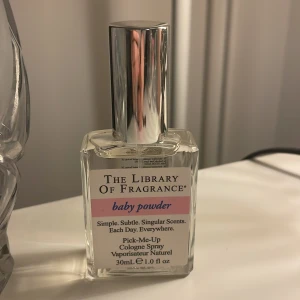 The Library
Of Fragrance®
baby powder
Simple. Subtle. Singular Scents.
Each Day. Everywhere.
Pick-Me-Up
Cologne Spray
Vaporisateur Naturel
30mL ℮ 1.0 fl oz